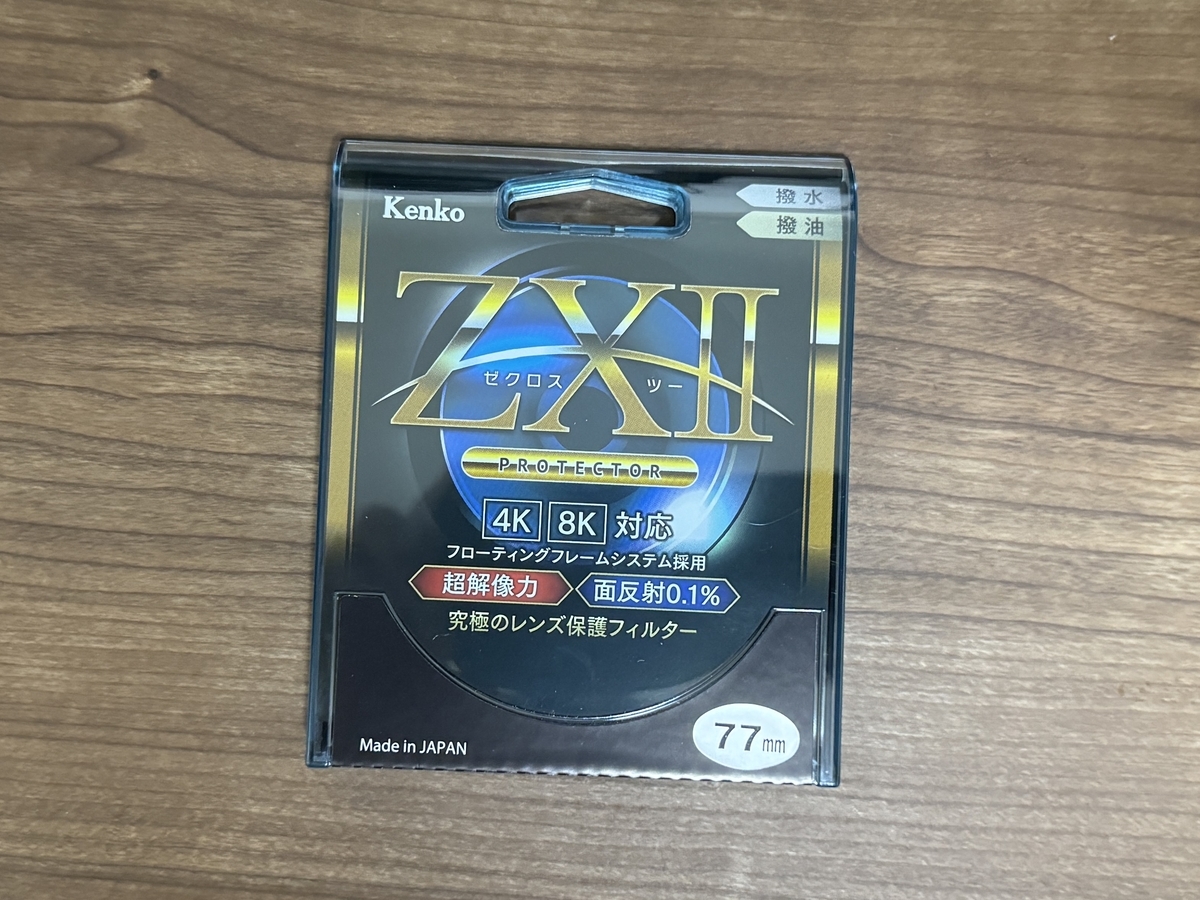 Kenko
撥水
撥油
ZXII
ゼクロス ツー
PROTECTOR
4K 8K 対応
フローティングフレームシステム採用
超解像力 面反射0.1%
究極のレンズ保護フィルター
Made in JAPAN
77mm